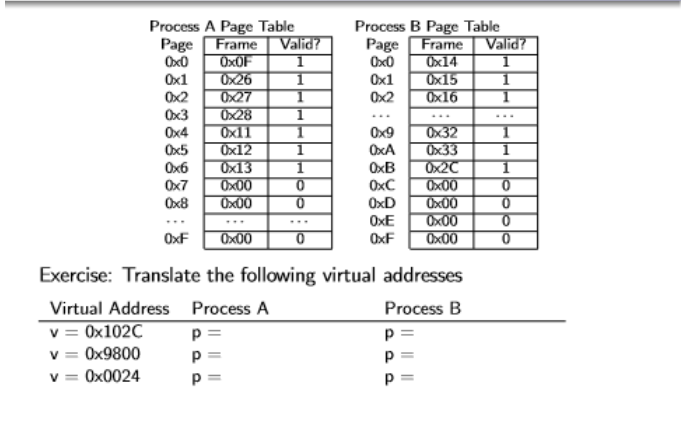 Process A Page Table Process B Page Table
Page Frame Valid? Page Frame Valid?
0x0 0x0F 1 0x0 0x14 1
0x1 0x26 1 0x1 0x15 1
0x2 0x27 1 0x2 0x16 1
0x3 0x28 1 ... ... ...
0x4 0x11 1 0x9 0x32 1
0x5 0x12 1 0xA 0x33 1
0x6 0x13 1 0xB 0x2C 1
0x7 0x00 0 0xC 0x00 0
0x8 0x00 0 0xD 0x00 0
... ... ... 0xE 0x00 0
0xF 0x00 0 0xF 0x00 0
Exercise: Translate the following virtual addresses
Virtual Address Process A Process B
v = 0x102C p = p =
v = 0x9800 p = p =
v = 0x0024 p = p =